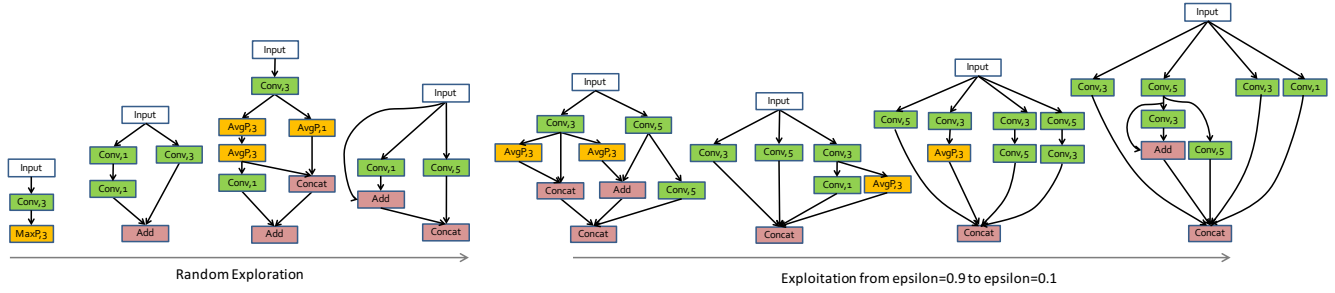 Input
Conv,3
MaxP,3
Input
Conv,1
Conv,3
Conv,1
Add
Input
Conv,3
AvgP,3
AvgP,1
AvgP,3
Conv,1
Concat
Add
Input
Conv,1
Conv,5
Add
Concat
Random Exploration
Input
Conv,3
Conv,5
AvgP,3
AvgP,3
Concat
Add
Conv,5
Concat
Input
Conv,3
Conv,5
Conv,3
Conv,1
AvgP,3
Concat
Input
Conv,5
Conv,3
Conv,3
Conv,5
AvgP,3
Conv,5
Conv,3
Concat
Input
Conv,3
Conv,5
Conv,3
Conv,1
Conv,3
Add
Conv,5
Concat
Exploitation from epsilon=0.9 to epsilon=0.1